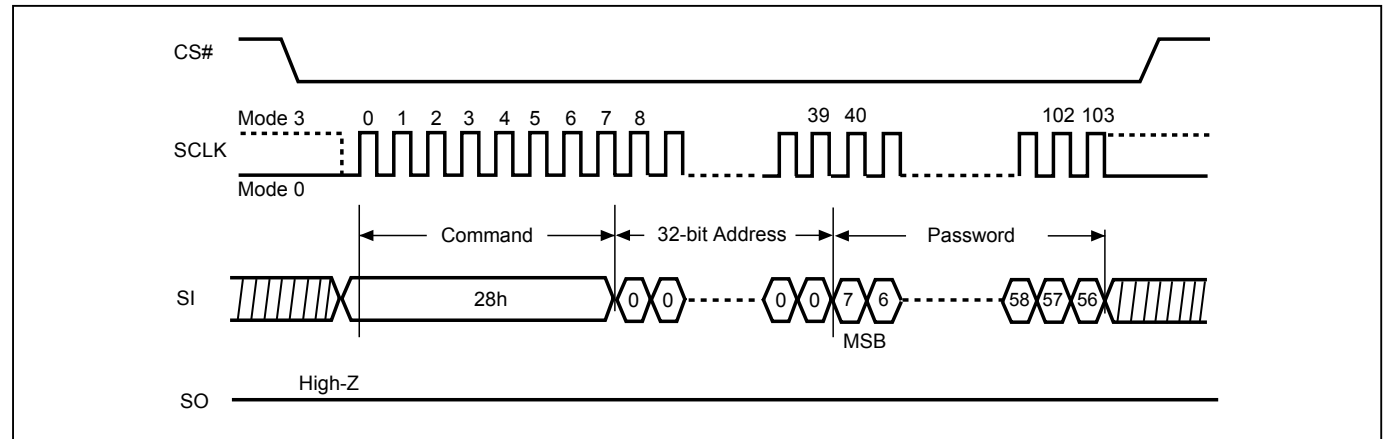 CS#
Mode 3 0 1 2 3 4 5 6 7 8 39 40 102 103
SCLK
Mode 0
Command 32-bit Address Password
SI 28h 0 0 0 0 7 6 58 57 56
MSB
High-Z
SO